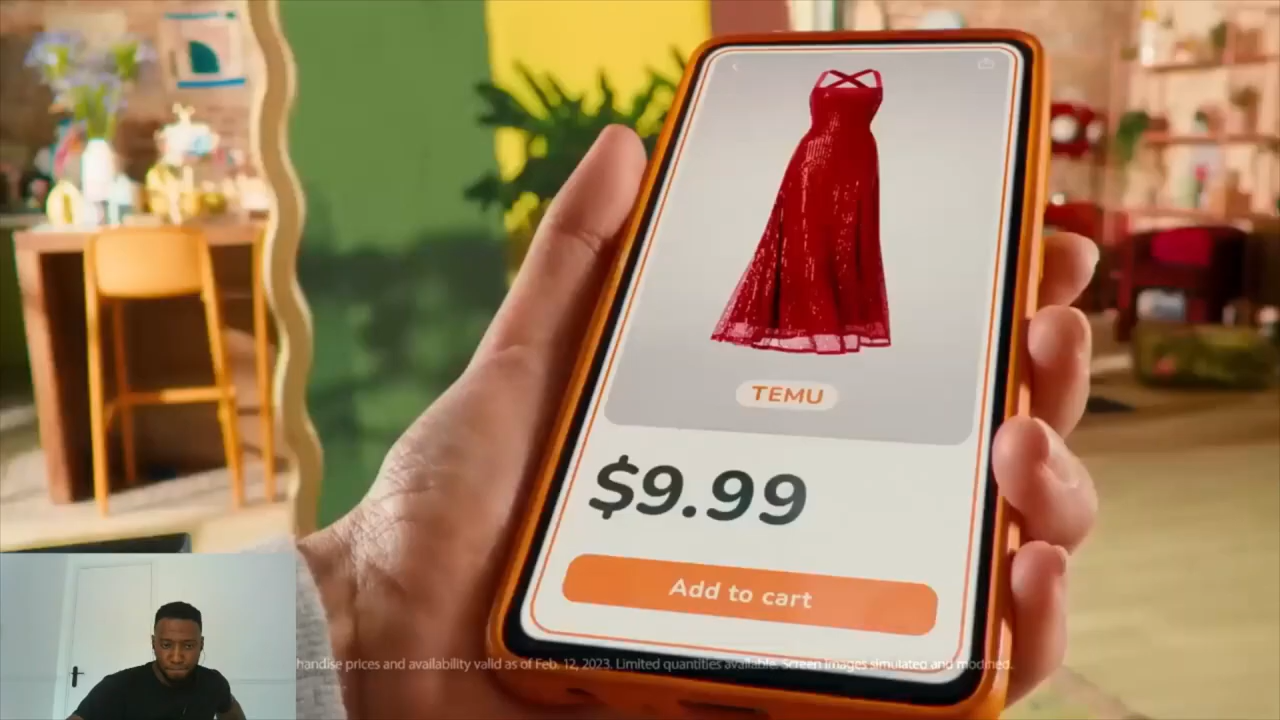 TEMU
$9.99
Add to cart
handise prices and availability valid as of Feb. 12, 2023. Limited quantities available. Screen images simulated and modified.